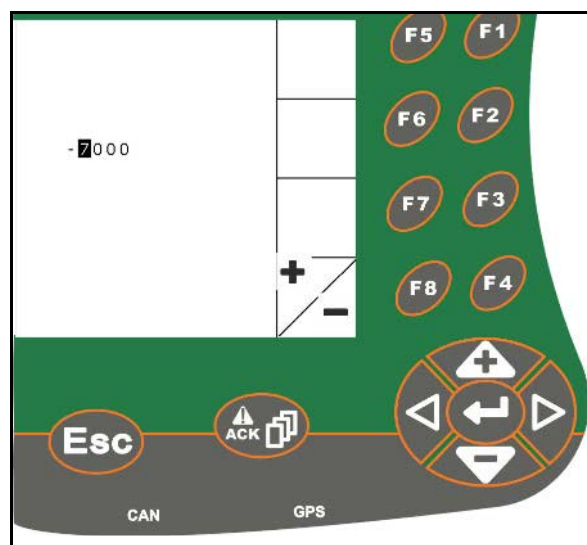 F5 F1
F6 F2
-7000
F7 F3
+
F8 F4
-
+
Esc
ACK
-
CAN GPS